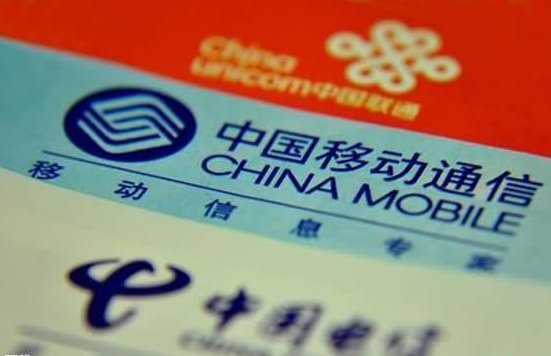 China
unicom中国联通
中国移动通信
CHINA MOBILE
移动信息专家
中国电信